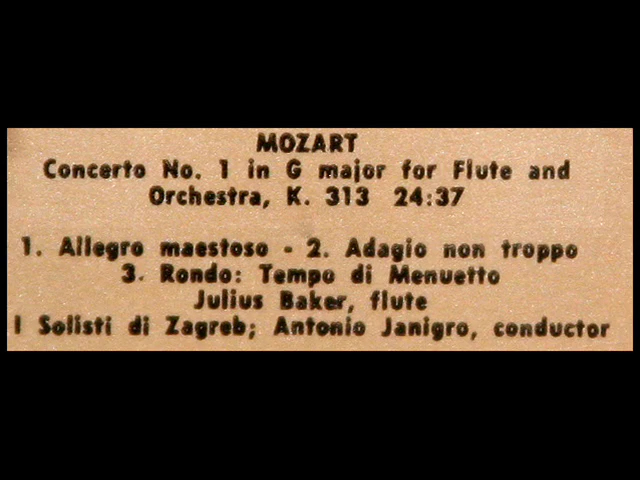 MOZART
Concerto No. 1 in G major for Flute and
Orchestra, K. 313 24:37
1. Allegro maestoso - 2. Adagio non troppo
3. Rondo: Tempo di Menuetto
Julius Baker, flute
I Solisti di Zagreb; Antonio Janigro, conductor